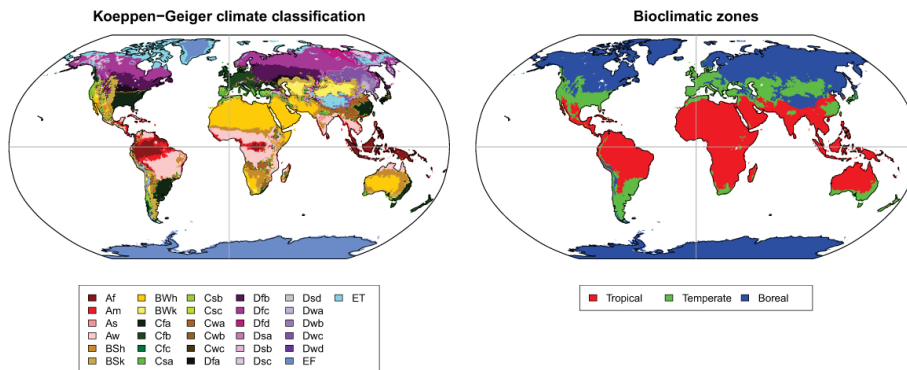 Koeppen−Geiger climate classification
Bioclimatic zones
Af BWh Csb Dfb Dsd ET
Am BWk Csc Dfc Dwa
As Cfa Cwa Dfd Dwb
Aw Cfb Cwb Dsa Dwc
BSh Cfc Cwc Dsb Dwd
BSk Csa Dfa Dsc EF
Tropical Temperate Boreal